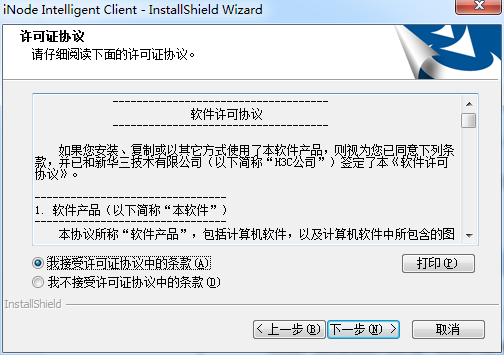 iNode Intelligent Client - InstallShield Wizard
许可证协议
请仔细阅读下面的许可证协议。
------------------------------------
软件许可协议
------------------------------------
如果您安装、复制或以其它方式使用了本软件产品，则视为您已同意下列条
款，并已和新华三技术有限公司（以下简称“H3C公司”）签定了本《软件许可
协议》。
--------------------------------
1. 软件产品（以下简称“本软件”）
--------------------------------
本协议所称“软件产品”，包括计算机软件，以及计算机软件中所包含的图
我接受许可证协议中的条款(A)
打印(P)
我不接受许可证协议中的条款(D)
InstallShield
< 上一步(B)
下一步(N) >
取消